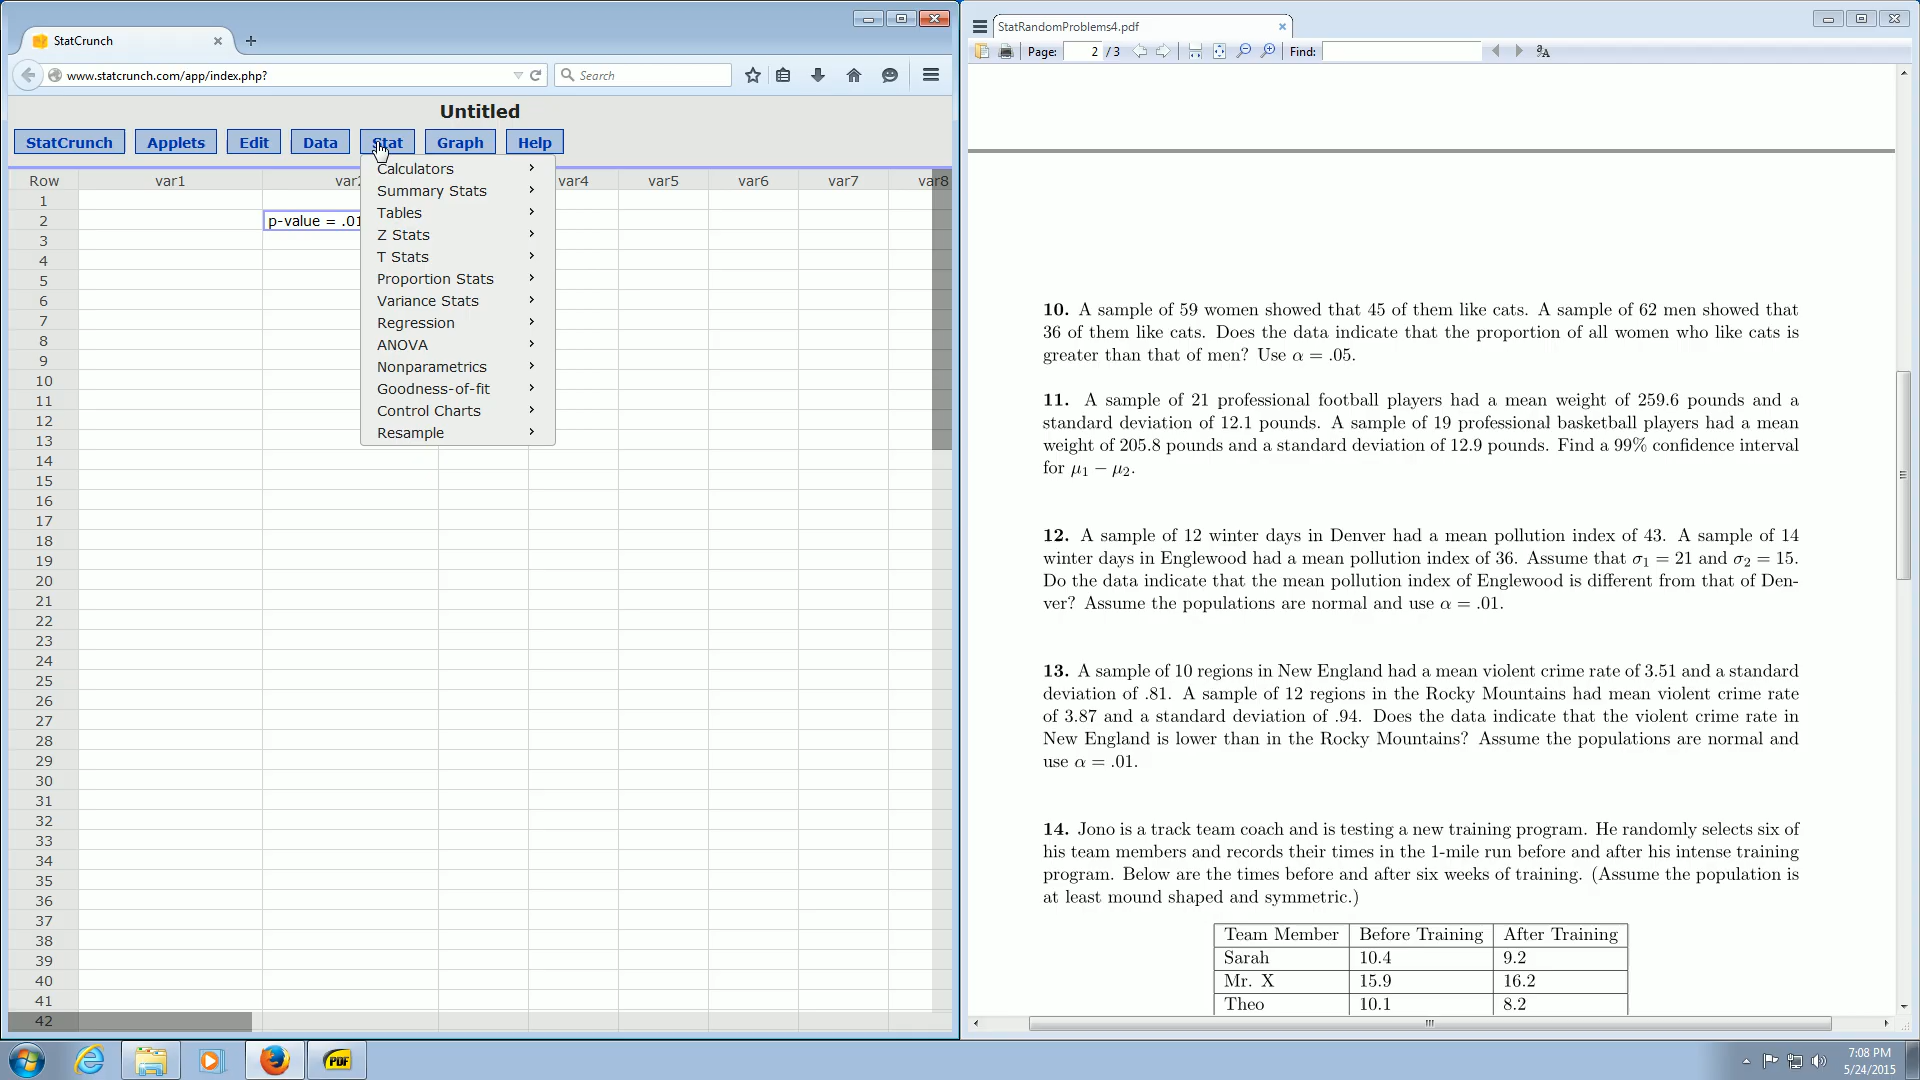 StatCrunch
www.statcrunch.com/app/index.php?
Search
Untitled
StatCrunch Applets Edit Data Stat Graph Help
Calculators
Summary Stats
Tables
Z Stats
T Stats
Proportion Stats
Variance Stats
Regression
ANOVA
Nonparametrics
Goodness-of-fit
Control Charts
Resample
Row var1 var2 var4 var5 var6 var7 var8
1
2 p-value = .01
3
4
5
6
7
8
9
10
11
12
13
14
15
16
17
18
19
20
21
22
23
24
25
26
27
28
29
30
31
32
33
34
35
36
37
38
39
40
41
42
StatRandomProblems4.pdf
Page: 2 / 3 Find:
10. A sample of 59 women showed that 45 of them like cats. A sample of 62 men showed that
36 of them like cats. Does the data indicate that the proportion of all women who like cats is
greater than that of men? Use α = .05.
11. A sample of 21 professional football players had a mean weight of 259.6 pounds and a
standard deviation of 12.1 pounds. A sample of 19 professional basketball players had a mean
weight of 205.8 pounds and a standard deviation of 12.9 pounds. Find a 99% confidence interval
for μ₁ − μ₂.
12. A sample of 12 winter days in Denver had a mean pollution index of 43. A sample of 14
winter days in Englewood had a mean pollution index of 36. Assume that σ₁ = 21 and σ₂ = 15.
Do the data indicate that the mean pollution index of Englewood is different from that of Den-
ver? Assume the populations are normal and use α = .01.
13. A sample of 10 regions in New England had a mean violent crime rate of 3.51 and a standard
deviation of .81. A sample of 12 regions in the Rocky Mountains had mean violent crime rate
of 3.87 and a standard deviation of .94. Does the data indicate that the violent crime rate in
New England is lower than in the Rocky Mountains? Assume the populations are normal and
use α = .01.
14. Jono is a track team coach and is testing a new training program. He randomly selects six of
his team members and records their times in the 1-mile run before and after his intense training
program. Below are the times before and after six weeks of training. (Assume the population is
at least mound shaped and symmetric.)
Team Member Before Training After Training
Sarah 10.4 9.2
Mr. X 15.9 16.2
Theo 10.1 8.2
PDF
7:08 PM
5/24/2015